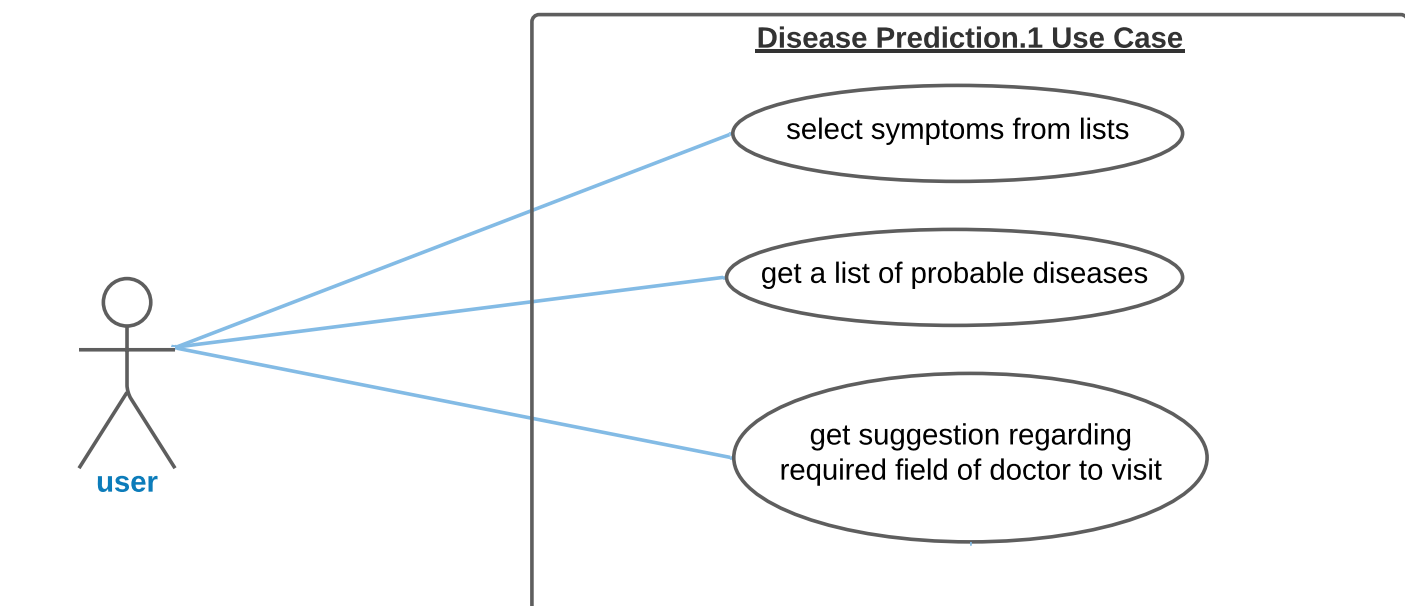 Disease Prediction.1 Use Case
select symptoms from lists
get a list of probable diseases
get suggestion regarding
required field of doctor to visit
user